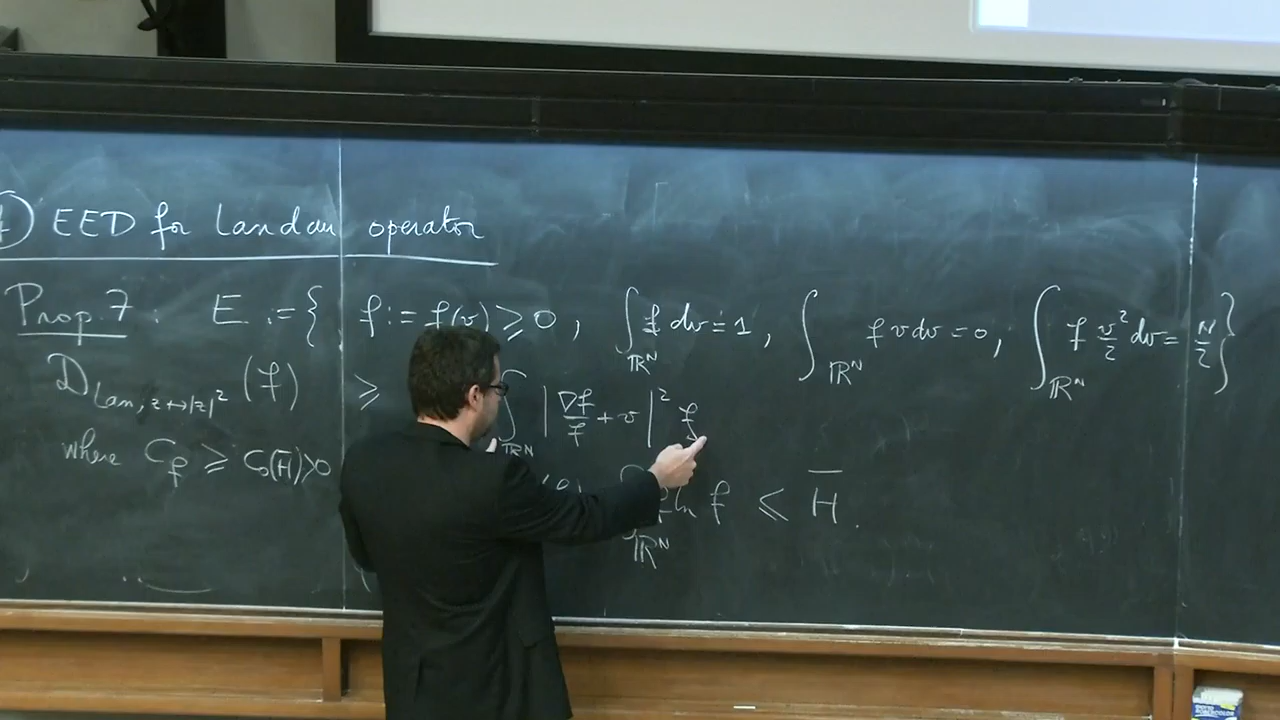 4) EED for Landau operator
Prop. 7 : E := { f := f(v) ⩾ 0, ∫_{ℝ^N} f dv = 1, ∫_{ℝ^N} f v dv = 0, ∫_{ℝ^N} f v²/2 dv = N/2 }
D_{Lan, z↦|z|²} (f) ⩾ ∫_{ℝ^N} | ∇f/f + v |² f
where C_f ⩾ C_0(H̅) > 0
(f) ∫_{ℝ^N} f ln f ⩽ H̅.